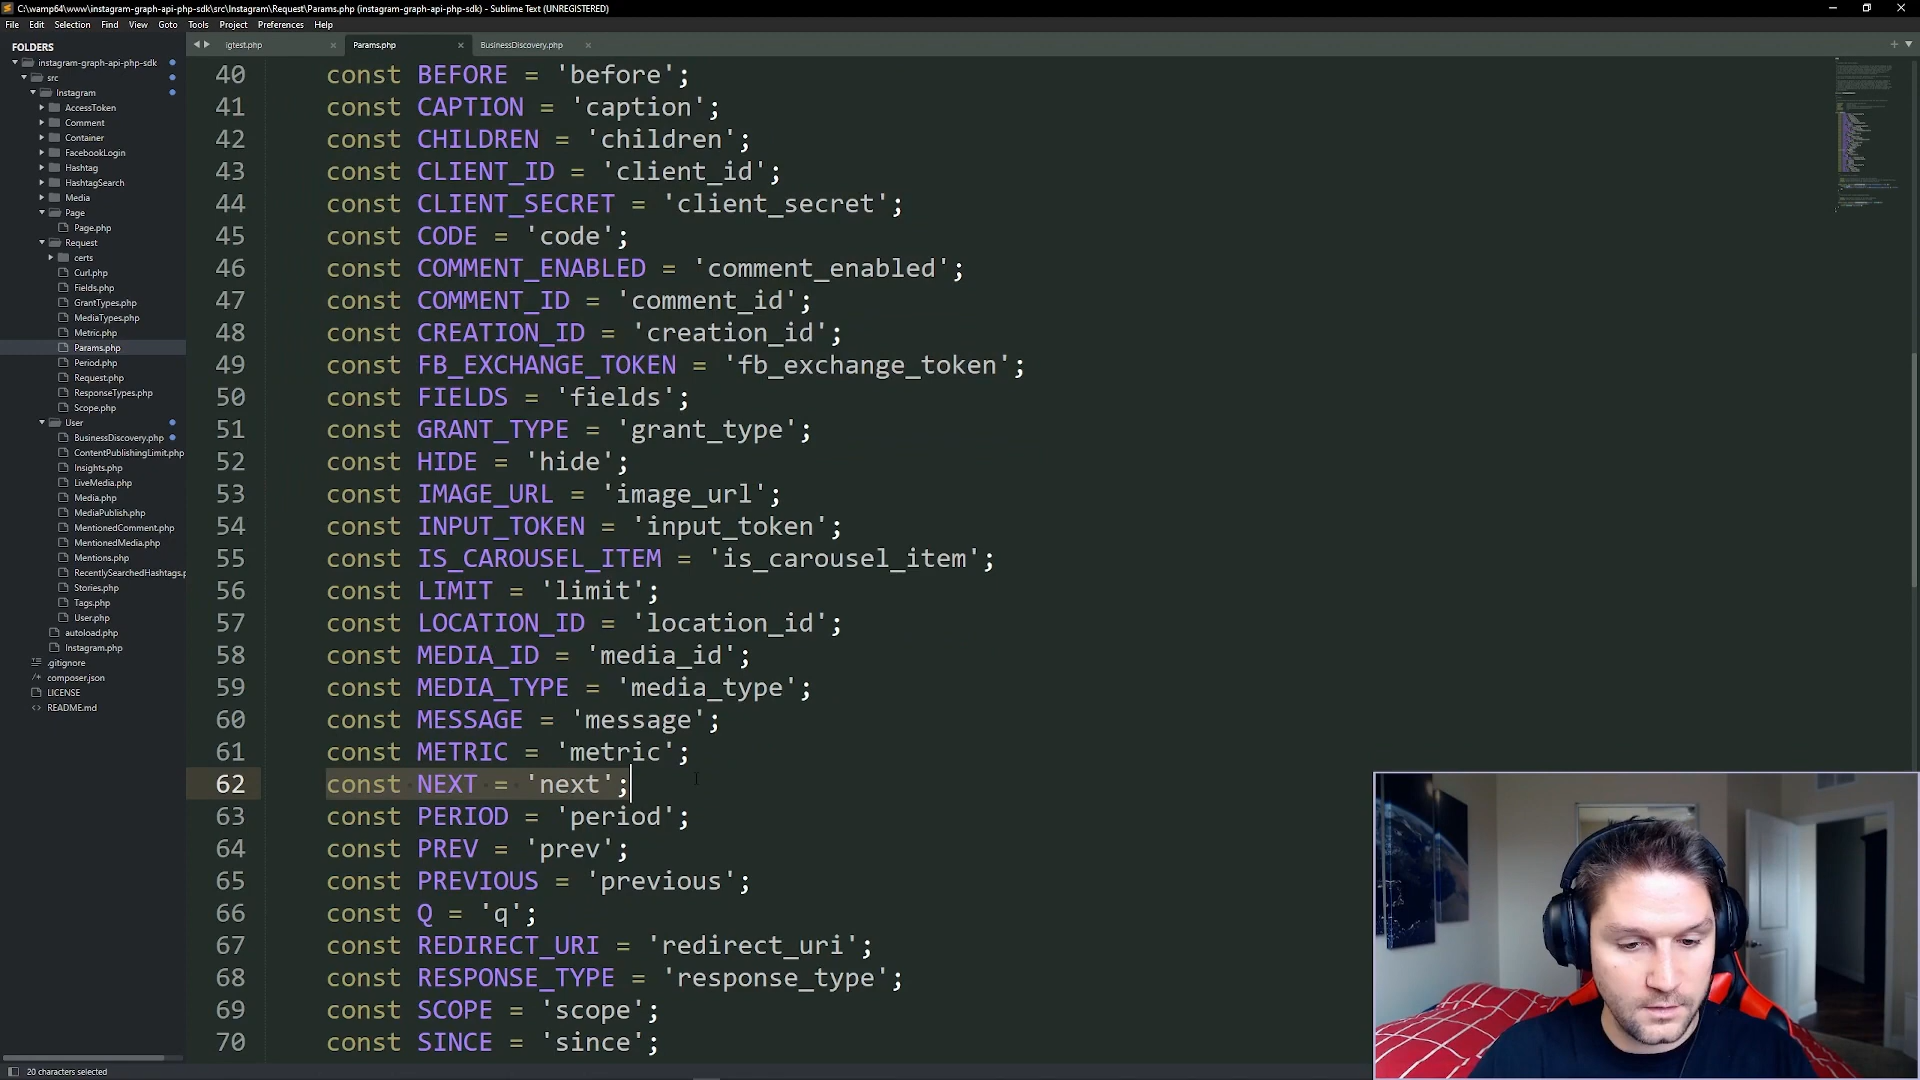 C:\wamp64\www\instagram-graph-api-php-sdk\src\Instagram\Request\Params.php (instagram-graph-api-php-sdk) - Sublime Text (UNREGISTERED)
File Edit Selection Find View Goto Tools Project Preferences Help
FOLDERS
instagram-graph-api-php-sdk
src
Instagram
AccessToken
Comment
Container
FacebookLogin
Hashtag
HashtagSearch
Media
Page
Page.php
Request
certs
Curl.php
Fields.php
GrantTypes.php
MediaTypes.php
Metric.php
Params.php
Period.php
Request.php
ResponseTypes.php
Scope.php
User
BusinessDiscovery.php
ContentPublishingLimit.php
Insights.php
LiveMedia.php
Media.php
MediaPublish.php
MentionedComment.php
MentionedMedia.php
Mentions.php
RecentlySearchedHashtags.p
Stories.php
Tags.php
User.php
autoload.php
Instagram.php
.gitignore
composer.json
LICENSE
README.md
igtest.php Params.php BusinessDiscovery.php
40 const BEFORE = 'before';
41 const CAPTION = 'caption';
42 const CHILDREN = 'children';
43 const CLIENT_ID = 'client_id';
44 const CLIENT_SECRET = 'client_secret';
45 const CODE = 'code';
46 const COMMENT_ENABLED = 'comment_enabled';
47 const COMMENT_ID = 'comment_id';
48 const CREATION_ID = 'creation_id';
49 const FB_EXCHANGE_TOKEN = 'fb_exchange_token';
50 const FIELDS = 'fields';
51 const GRANT_TYPE = 'grant_type';
52 const HIDE = 'hide';
53 const IMAGE_URL = 'image_url';
54 const INPUT_TOKEN = 'input_token';
55 const IS_CAROUSEL_ITEM = 'is_carousel_item';
56 const LIMIT = 'limit';
57 const LOCATION_ID = 'location_id';
58 const MEDIA_ID = 'media_id';
59 const MEDIA_TYPE = 'media_type';
60 const MESSAGE = 'message';
61 const METRIC = 'metric';
62 const NEXT = 'next';
63 const PERIOD = 'period';
64 const PREV = 'prev';
65 const PREVIOUS = 'previous';
66 const Q = 'q';
67 const REDIRECT_URI = 'redirect_uri';
68 const RESPONSE_TYPE = 'response_type';
69 const SCOPE = 'scope';
70 const SINCE = 'since';
20 characters selected